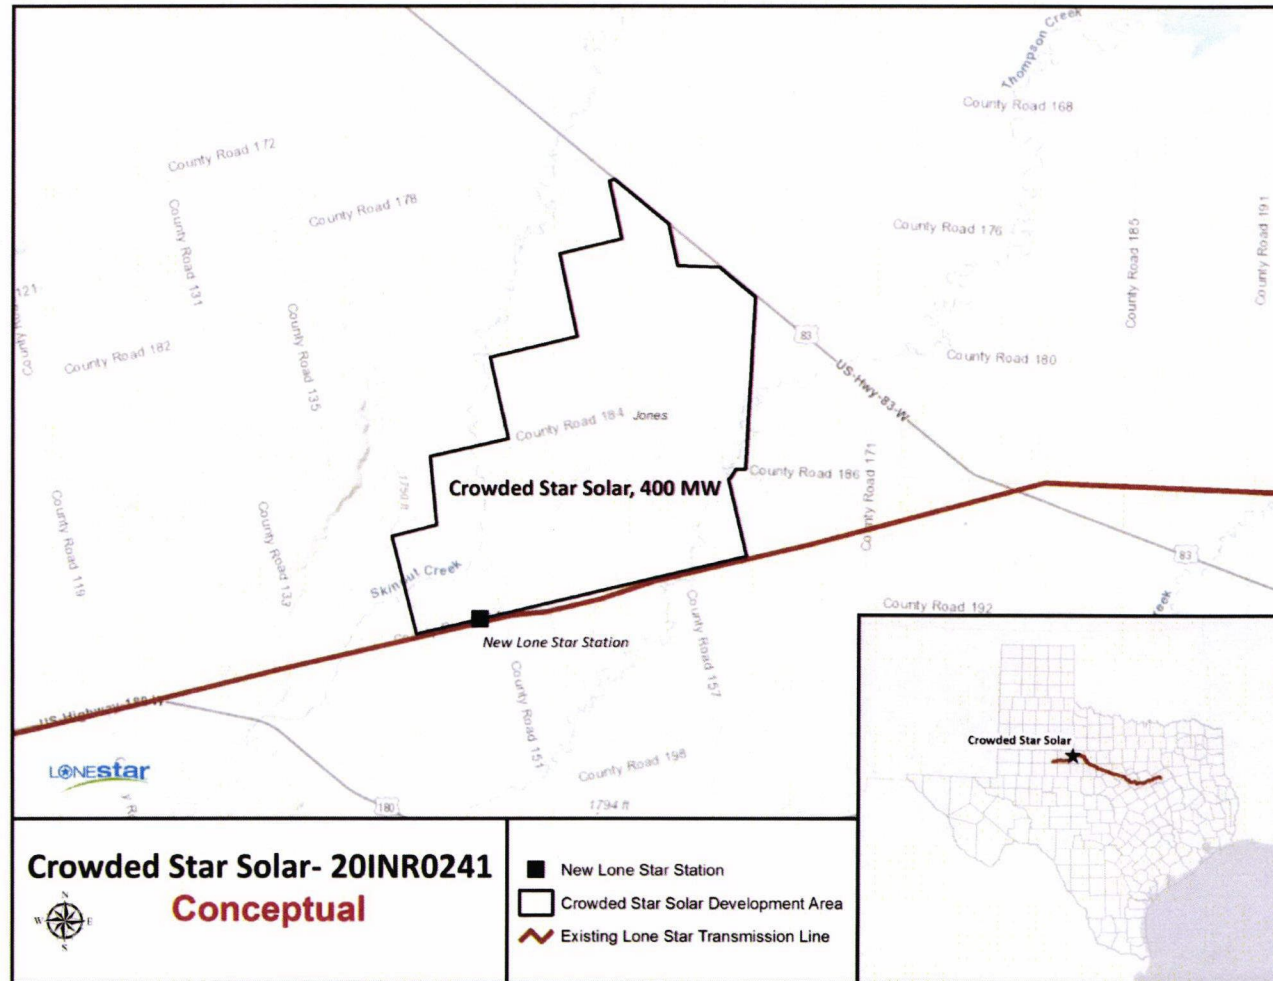 Thompson Creek
County Road 168
County Road 172
County Road 178
County Road 131
County Road 176
County Road 185
County Road 191
121
County Road 182
County Road 135
83
US-Hwy-83-W
County Road 180
County Road 184
Jones
County Road 186
County Road 171
1750 ft
Crowded Star Solar, 400 MW
County Road 119
County Road 133
Skinout Creek
83
County Road 192
New Lone Star Station
County Road 157
County Road 151
US-Highway-180-W
County Road 198
180
1794 ft
LONEstar
Crowded Star Solar
Crowded Star Solar- 20INR0241
Conceptual
N
W E
S
New Lone Star Station
Crowded Star Solar Development Area
Existing Lone Star Transmission Line